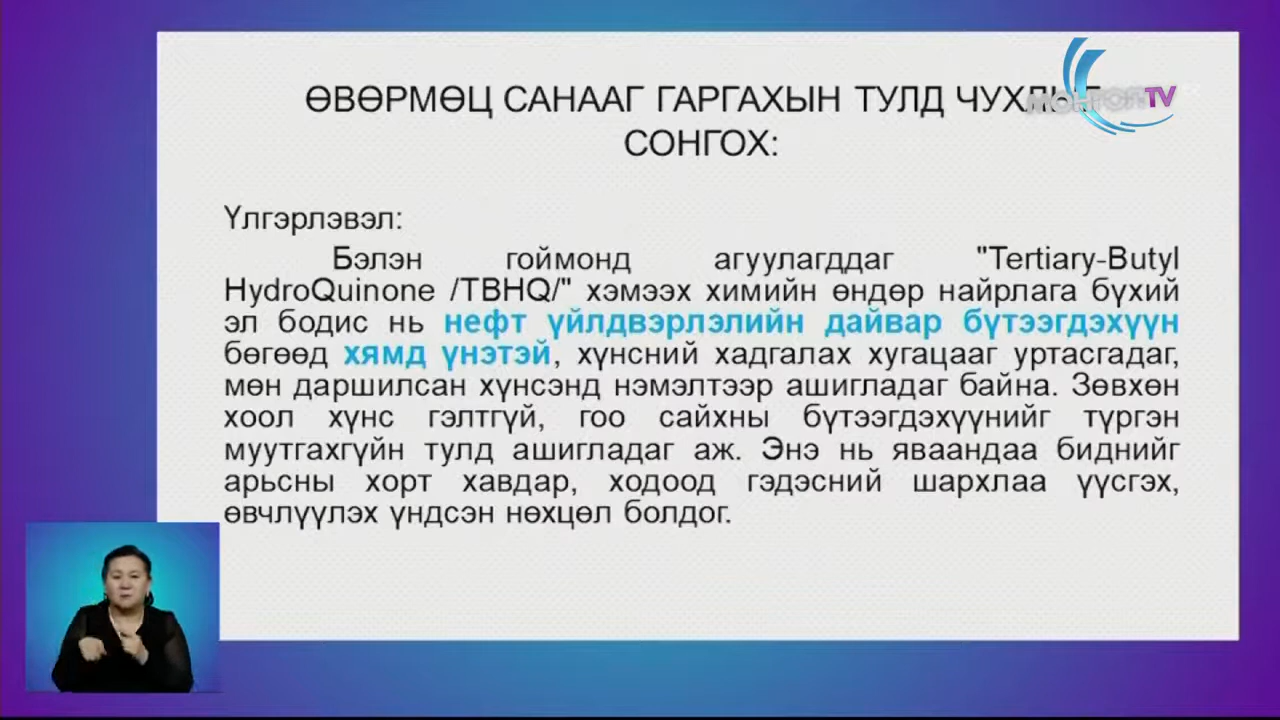 ӨВӨРМӨЦ САНААГ ГАРГАХЫН ТУЛД
СОНГОХ:
МОНГОЛ TV
Үлгэрлэвэл:
Бэлэн гоймонд агуулагддаг "Tertiary-Butyl
HydroQuinone /TBHQ/" хэмээх химийн өндөр найрлага бүхий
эл бодис нь нефт үйлдвэрлэлийн дайвар бүтээгдэхүүн
бөгөөд хямд үнэтэй, хүнсний хадгалах хугацааг уртасгадаг,
мөн даршилсан хүнсэнд нэмэлтээр ашигладаг байна. Зөвхөн
хоол хүнс гэлтгүй, гоо сайхны бүтээгдэхүүнийг түргэн
муутгахгүйн тулд ашигладаг аж. Энэ нь яваандаа биднийг
арьсны хорт хавдар, ходоод гэдэсний шархлаа үүсгэх,
өвчлүүлэх үндсэн нөхцөл болдог.